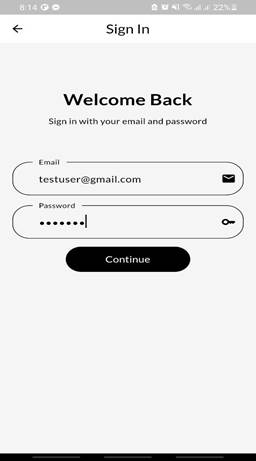 8:14
22%
Sign In
Welcome Back
Sign in with your email and password
Email
testuser@gmail.com
Password
•••••••
Continue